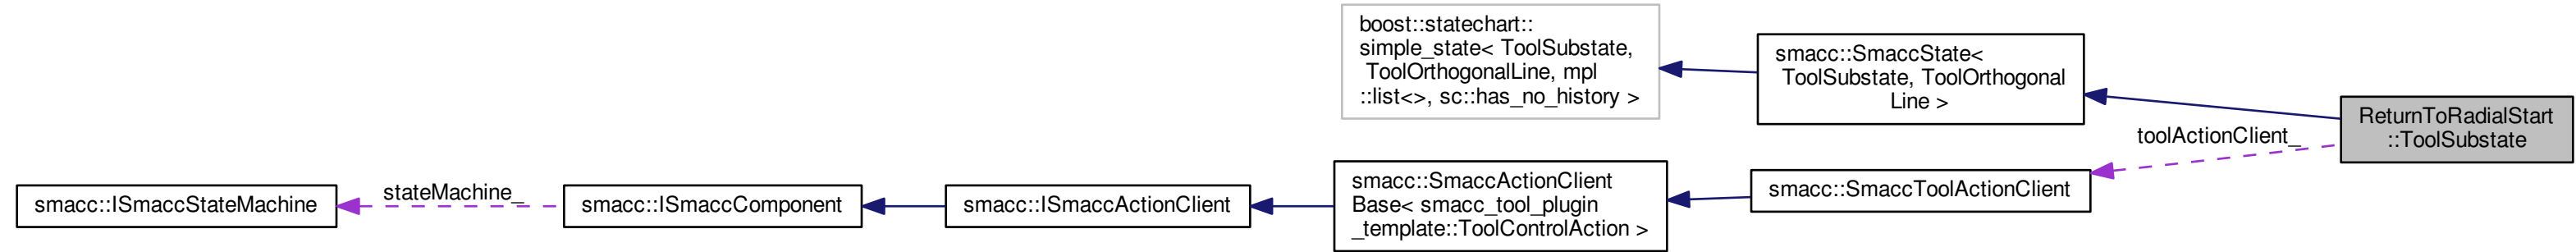 boost::statechart::
simple_state< ToolSubstate,
ToolOrthogonalLine, mpl
::list<>, sc::has_no_history >
smacc::SmaccState<
ToolSubstate, ToolOrthogonal
Line >
ReturnToRadialStart
::ToolSubstate
toolActionClient_
smacc::ISmaccStateMachine
stateMachine_
smacc::ISmaccComponent
smacc::ISmaccActionClient
smacc::SmaccActionClient
Base< smacc_tool_plugin
_template::ToolControlAction >
smacc::SmaccToolActionClient